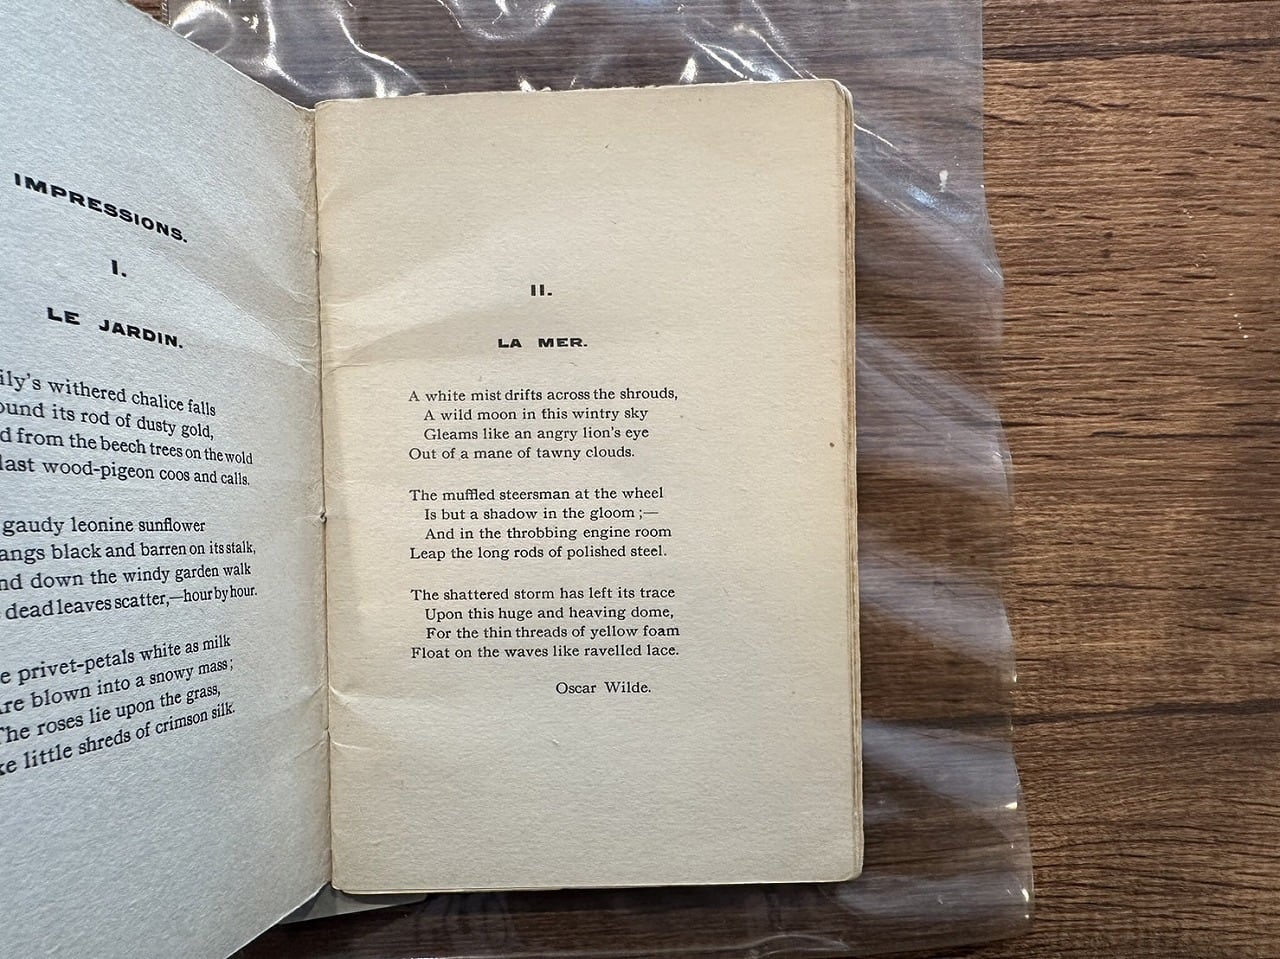 IMPRESSIONS.
I.
LE JARDIN.
ily's withered chalice falls
ound its rod of dusty gold,
d from the beech trees on the wold
last wood-pigeon coos and calls.
gaudy leonine sunflower
angs black and barren on its stalk,
nd down the windy garden walk
dead leaves scatter,—hour by hour.
e privet-petals white as milk
re blown into a snowy mass;
The roses lie upon the grass,
ke little shreds of crimson silk.
II.
LA MER.
A white mist drifts across the shrouds,
A wild moon in this wintry sky
Gleams like an angry lion's eye
Out of a mane of tawny clouds.
The muffled steersman at the wheel
Is but a shadow in the gloom;—
And in the throbbing engine room
Leap the long rods of polished steel.
The shattered storm has left its trace
Upon this huge and heaving dome,
For the thin threads of yellow foam
Float on the waves like ravelled lace.
Oscar Wilde.